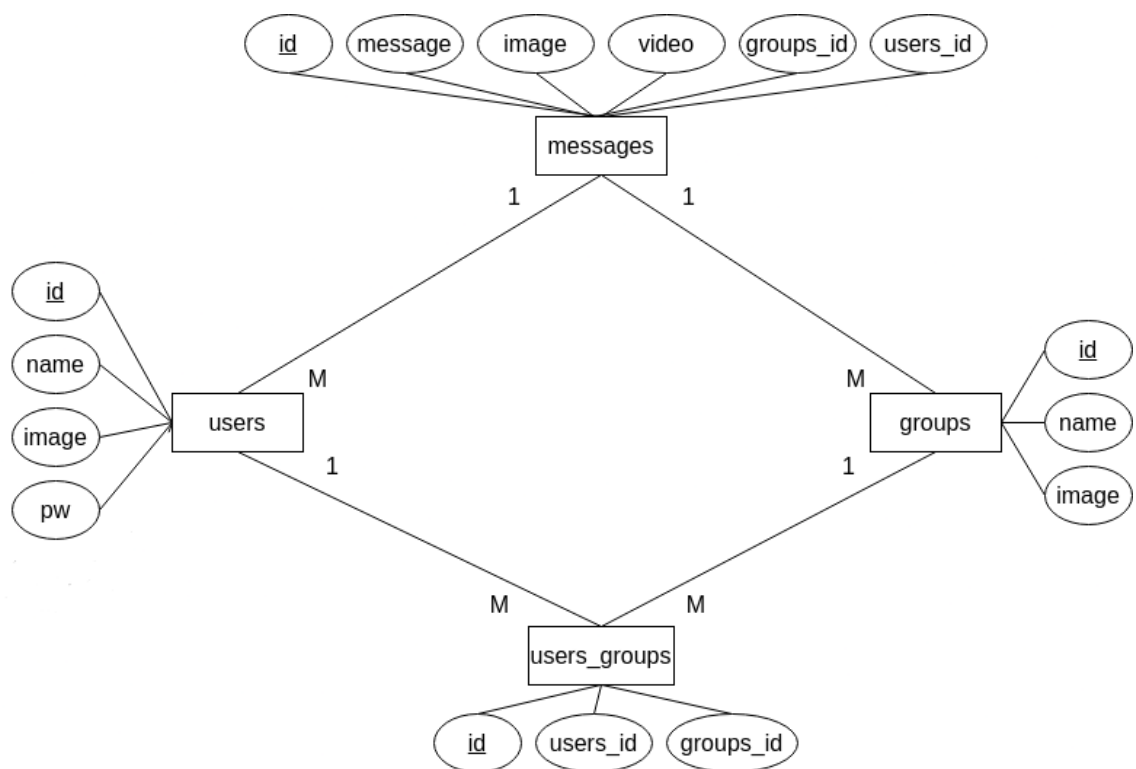 id
message
image
video
groups_id
users_id
messages
1
1
id
name
image
pw
M
users
1
M
groups
1
id
name
image
M
M
users_groups
id
users_id
groups_id